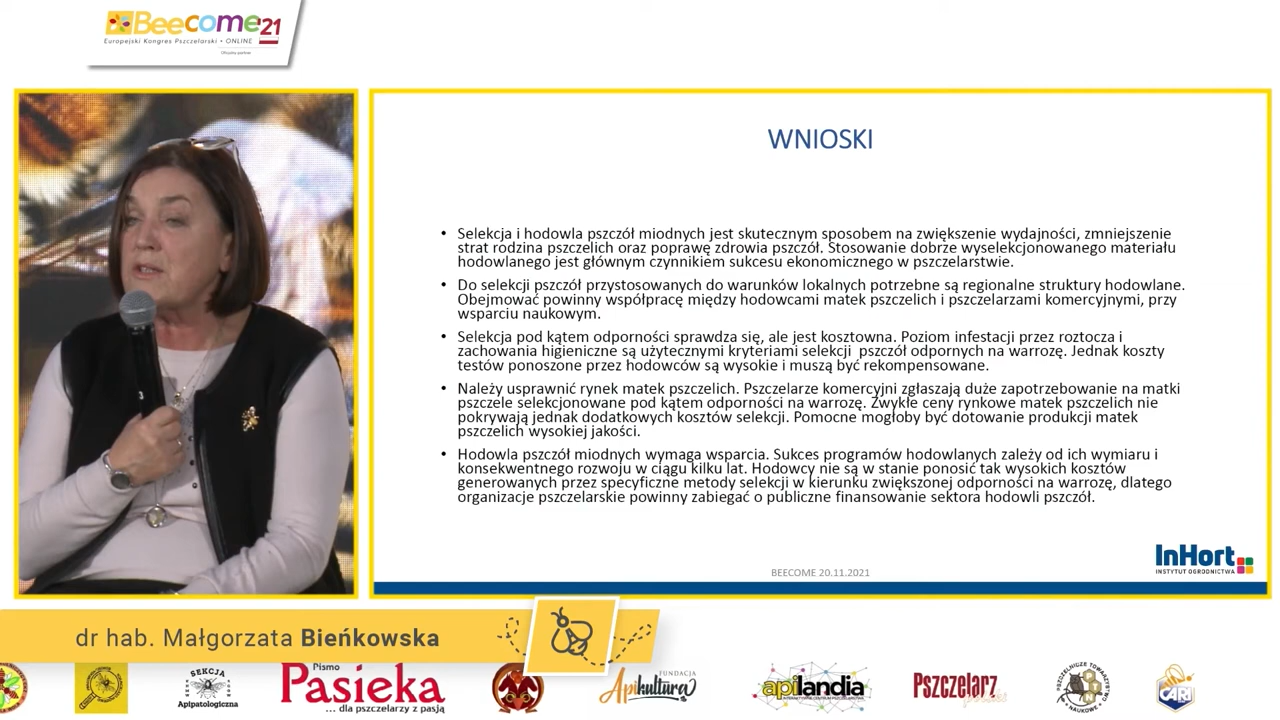 Beecome'21
Europejski Kongres Pszczelarski • ONLINE
Oficjalny partner
WNIOSKI
• Selekcja i hodowla pszczół miodnych jest skutecznym sposobem na zwiększenie wydajności, zmniejszenie
strat rodzina pszczelich oraz poprawę zdrowia pszczół. Stosowanie dobrze wyselekcjonowanego materiału
hodowlanego jest głównym czynnikiem sukcesu ekonomicznego w pszczelarstwie.
• Do selekcji pszczół przystosowanych do warunków lokalnych potrzebne są regionalne struktury hodowlane.
Obejmować powinny współpracę między hodowcami matek pszczelich i pszczelarzami komercyjnymi, przy
wsparciu naukowym.
• Selekcja pod kątem odporności sprawdza się, ale jest kosztowna. Poziom infestacji przez roztocza i
zachowania higieniczne są użytecznymi kryteriami selekcji pszczół odpornych na warrozę. Jednak koszty
testów ponoszone przez hodowców są wysokie i muszą być rekompensowane.
• Należy usprawnić rynek matek pszczelich. Pszczelarze komercyjni zgłaszają duże zapotrzebowanie na matki
pszczele selekcjonowane pod kątem odporności na warrozę. Zwykłe ceny rynkowe matek pszczelich nie
pokrywają jednak dodatkowych kosztów selekcji. Pomocne mogłoby być dotowanie produkcji matek
pszczelich wysokiej jakości.
• Hodowla pszczół miodnych wymaga wsparcia. Sukces programów hodowlanych zależy od ich wymiaru i
konsekwentnego rozwoju w ciągu kilku lat. Hodowcy nie są w stanie ponosić tak wysokich kosztów
generowanych przez specyficzne metody selekcji w kierunku zwiększonej odporności na warrozę, dlatego
organizacje pszczelarskie powinny zabiegać o publiczne finansowanie sektora hodowli pszczół.
InHort
INSTYTUT OGRODNICTWA
BEECOME 20.11.2021
dr hab. Małgorzata Bieńkowska
SEKCJA
Apipatologiczna
Pismo
Pasieka
... dla pszczelarzy z pasją
FUNDACJA
Apikultura
apilandia
Pszczelarz
CARI